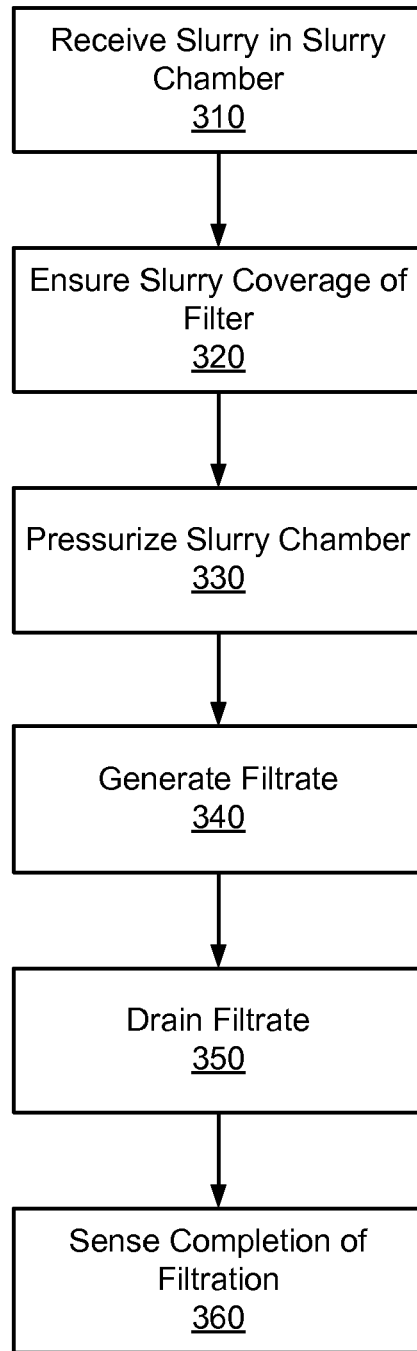 Receive Slurry in Slurry
Chamber
310
Ensure Slurry Coverage of
Filter
320
Pressurize Slurry Chamber
330
Generate Filtrate
340
Drain Filtrate
350
Sense Completion of
Filtration
360